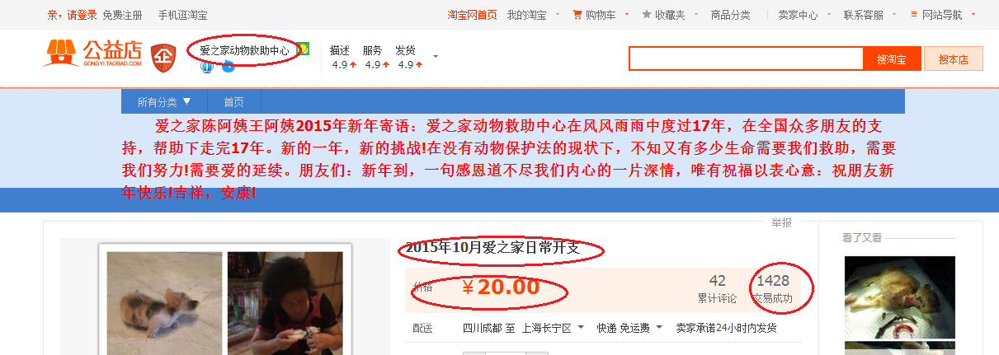 亲，请登录 免费注册 手机逛淘宝 淘宝网首页 我的淘宝 购物车 收藏夹 商品分类 卖家中心 联系客服 网站导航
公益店
GONGYI.TAOBAO.COM
企
爱之家动物救助中心
描述 服务 发货
4.9 4.9 4.9
搜淘宝 搜本店
所有分类 首页
爱之家陈阿姨王阿姨2015年新年寄语：爱之家动物救助中心在风风雨雨中度过17年，在全国众多朋友的支
持，帮助下走完17年。新的一年，新的挑战!在没有动物保护法的现状下，不知又有多少生命需要我们救助，需要
我们努力!需要爱的延续。朋友们：新年到，一句感恩道不尽我们内心的一片深情，唯有祝福以表心意：祝朋友新
年快乐!吉祥，安康!
举报
看了又看
2015年10月爱之家日常开支
价格 ￥20.00
42
累计评论
1428
交易成功
配送 四川成都 至 上海长宁区 快递 免运费 卖家承诺24小时内发货